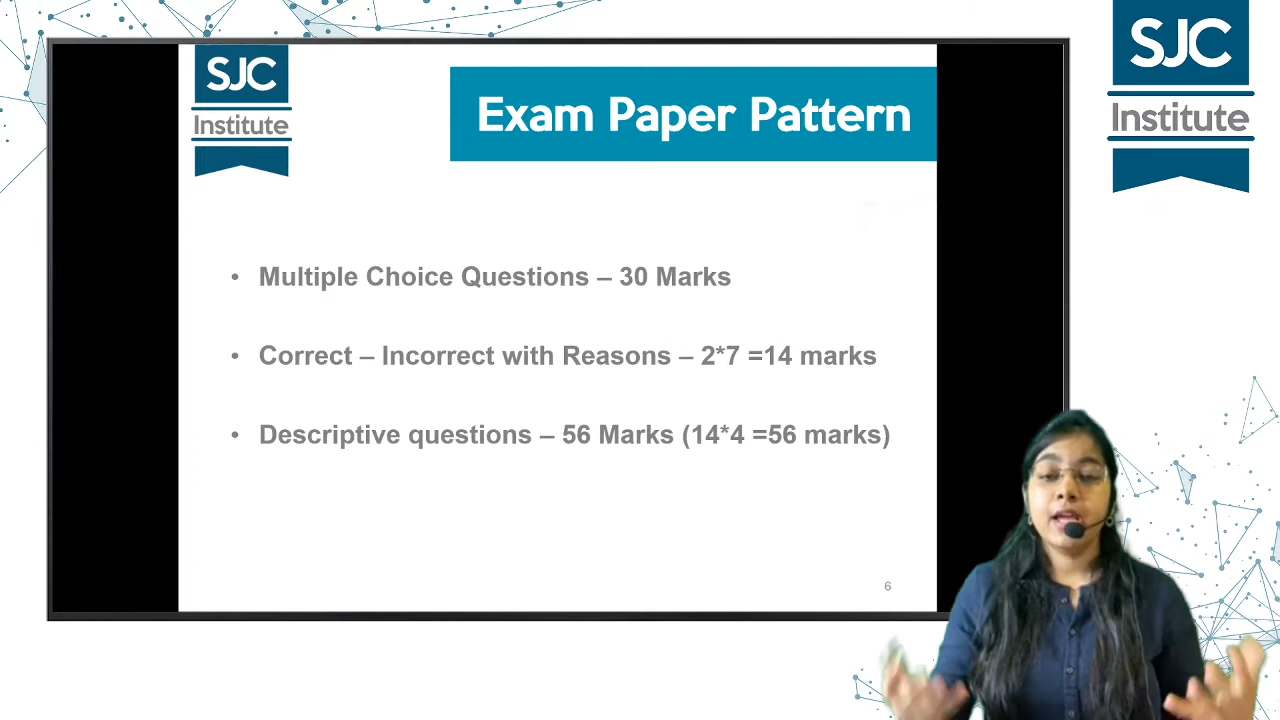 SJC
Institute
Exam Paper Pattern
• Multiple Choice Questions – 30 Marks
• Correct – Incorrect with Reasons – 2*7 =14 marks
• Descriptive questions – 56 Marks (14*4 =56 marks)
6
SJC
Institute